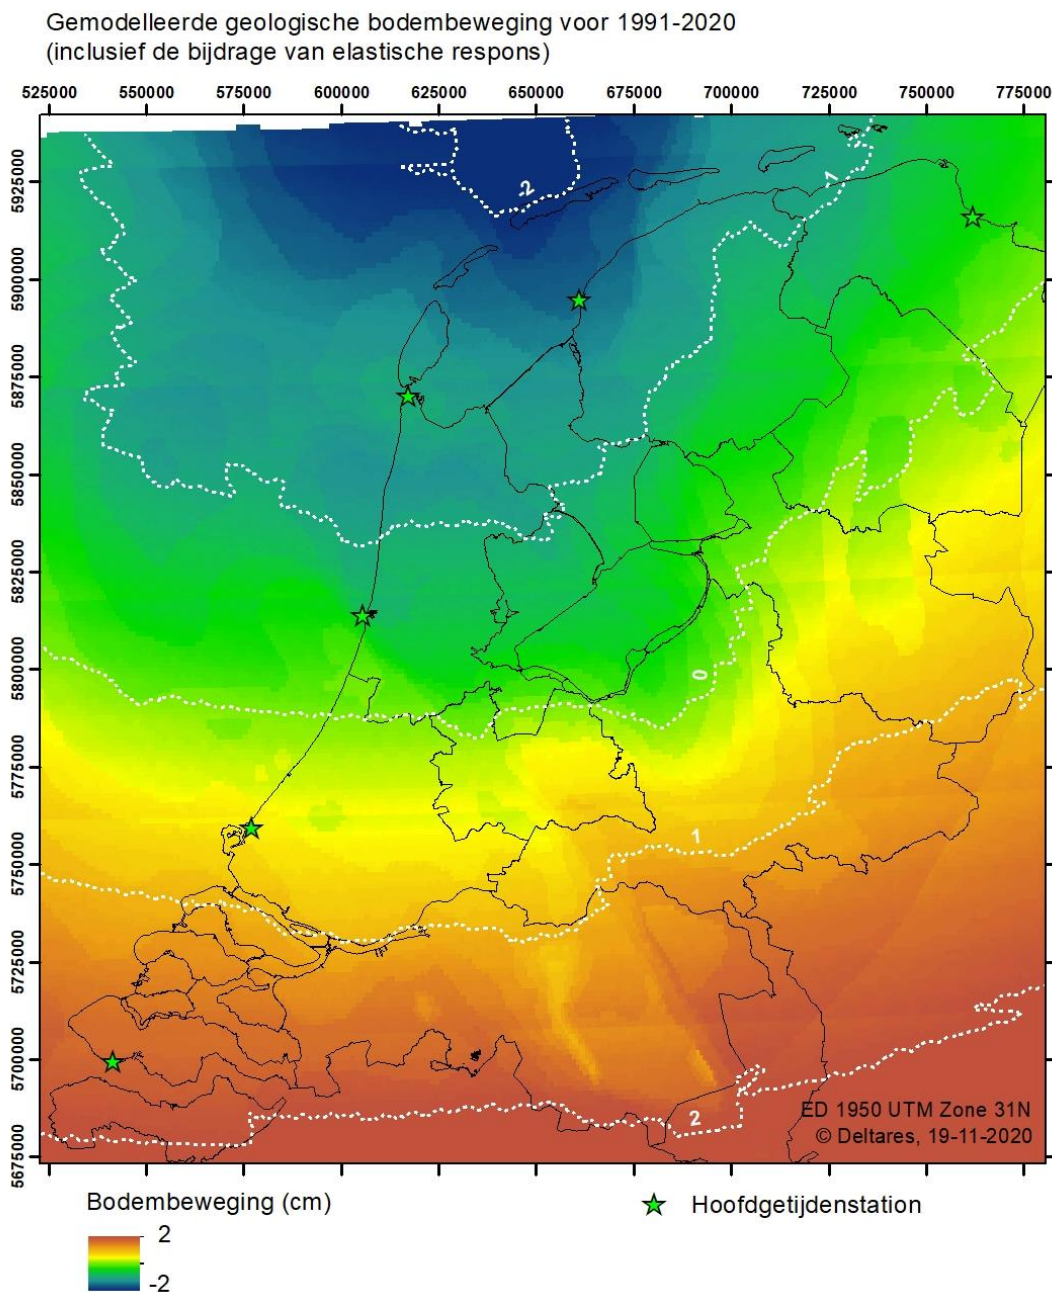 Gemodelleerde geologische bodembeweging voor 1991-2020
(inclusief de bijdrage van elastische respons)
525000 550000 575000 600000 625000 650000 675000 700000 725000 750000 775000
5925000
-2
-1
5900000
5875000
5850000
5825000
5800000
0
5775000
1
5750000
5725000
5700000
ED 1950 UTM Zone 31N
2
© Deltares, 19-11-2020
5675000
Bodembeweging (cm)
Hoofdgetijdenstation
2
-2